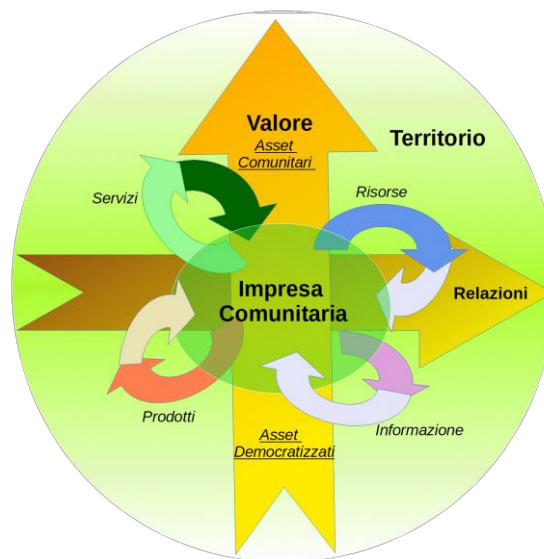 Valore
Asset
Comunitari
Territorio
Servizi
Risorse
Impresa
Comunitaria
Relazioni
Prodotti
Asset
Democratizzati
Informazione